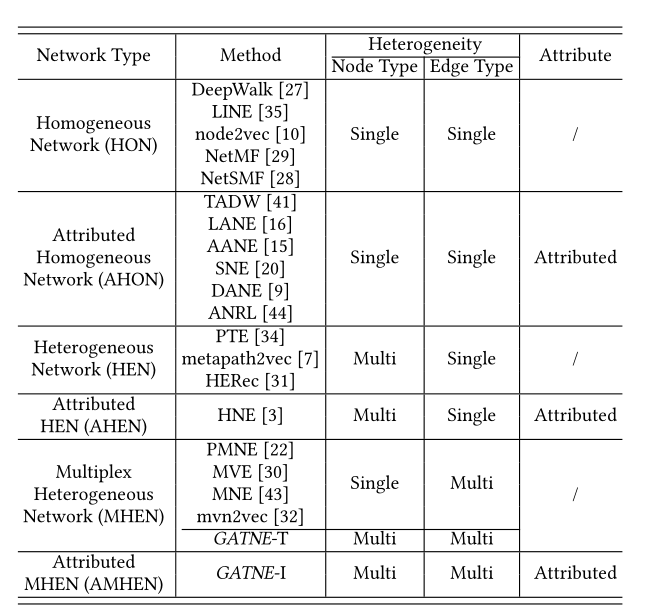 Network Type Method Heterogeneity Attribute
Node Type Edge Type
Homogeneous
Network (HON)
DeepWalk [27]
LINE [35]
node2vec [10]
NetMF [29]
NetSMF [28]
Single Single /
Attributed
Homogeneous
Network (AHON)
TADW [41]
LANE [16]
AANE [15]
SNE [20]
DANE [9]
ANRL [44]
Single Single Attributed
Heterogeneous
Network (HEN)
PTE [34]
metapath2vec [7]
HERec [31]
Multi Single /
Attributed
HEN (AHEN)
HNE [3]
Multi Single Attributed
Multiplex
Heterogeneous
Network (MHEN)
PMNE [22]
MVE [30]
MNE [43]
mvn2vec [32]
Single Multi /
GATNE-T Multi Multi
Attributed
MHEN (AMHEN)
GATNE-I Multi Multi Attributed